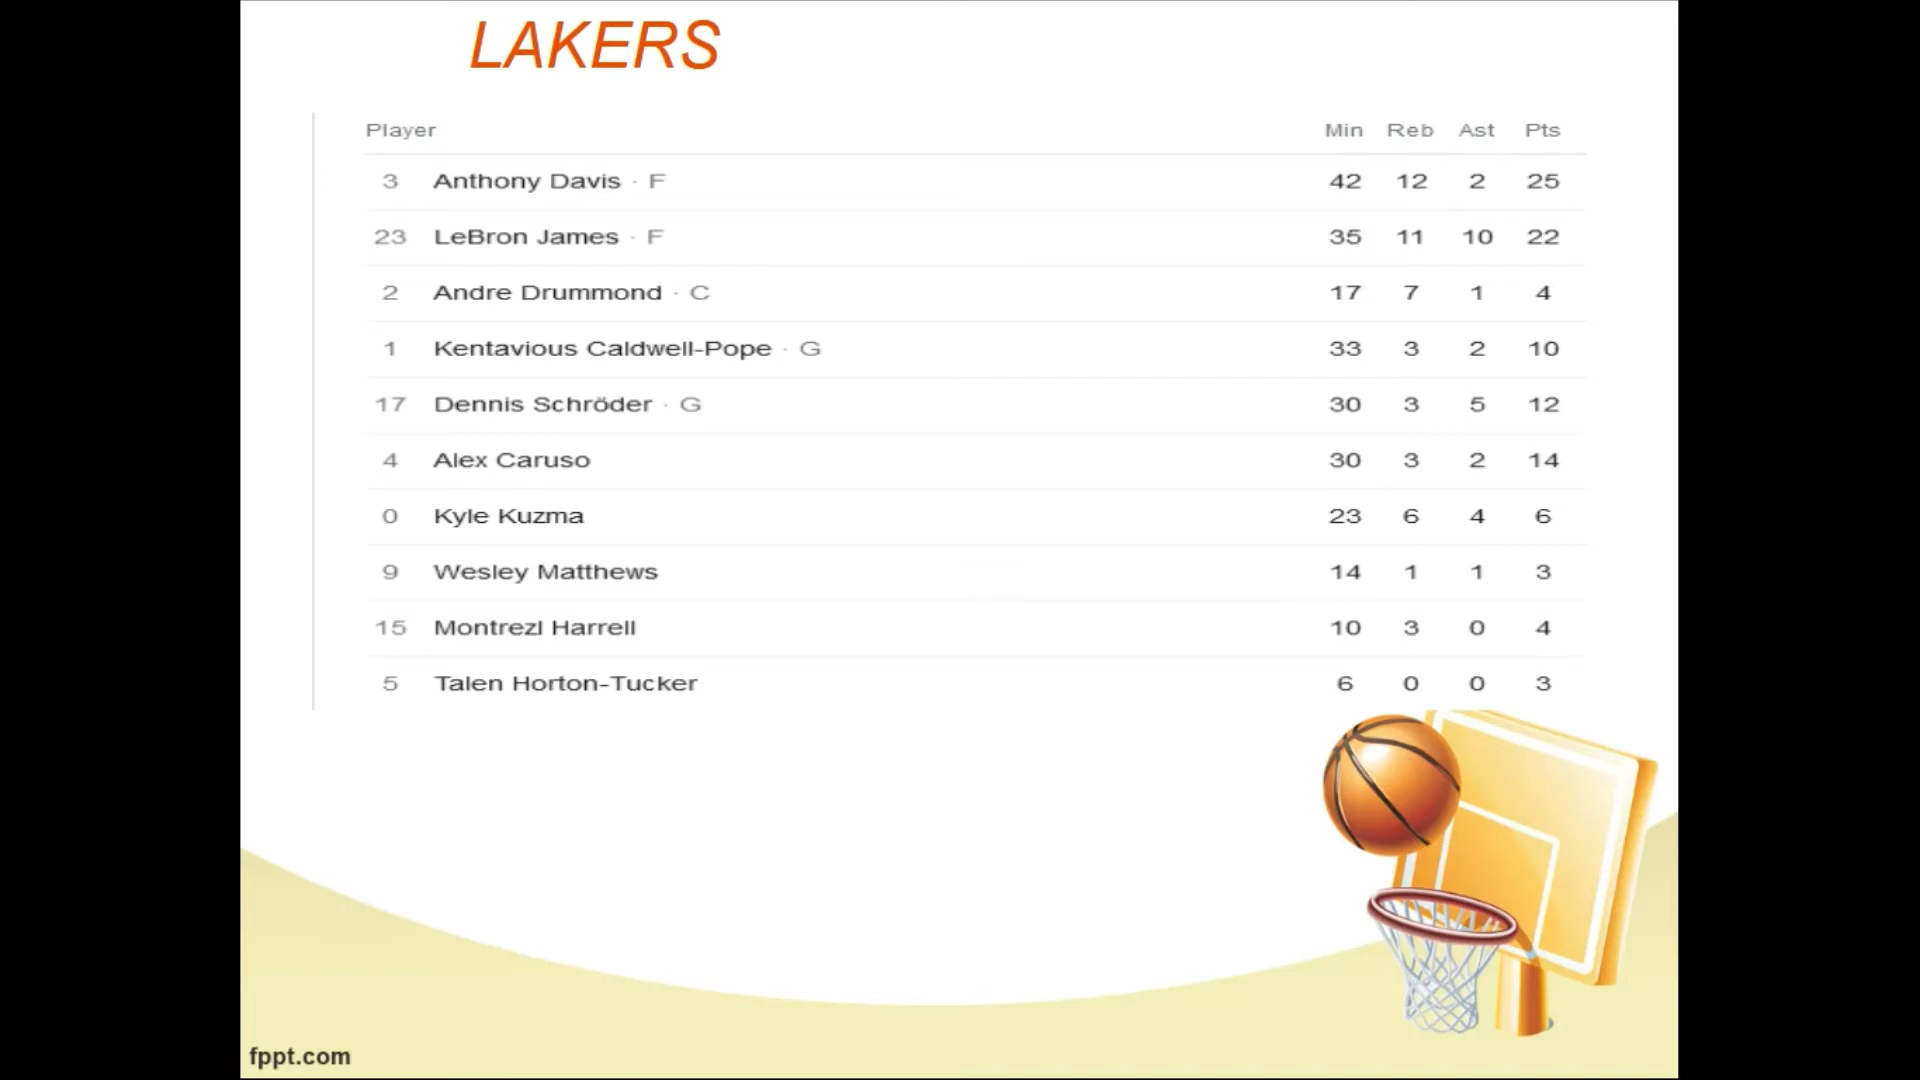 LAKERS
Player Min Reb Ast Pts
3 Anthony Davis · F 42 12 2 25
23 LeBron James · F 35 11 10 22
2 Andre Drummond · C 17 7 1 4
1 Kentavious Caldwell-Pope · G 33 3 2 10
17 Dennis Schröder · G 30 3 5 12
4 Alex Caruso 30 3 2 14
0 Kyle Kuzma 23 6 4 6
9 Wesley Matthews 14 1 1 3
15 Montrezl Harrell 10 3 0 4
5 Talen Horton-Tucker 6 0 0 3
fppt.com